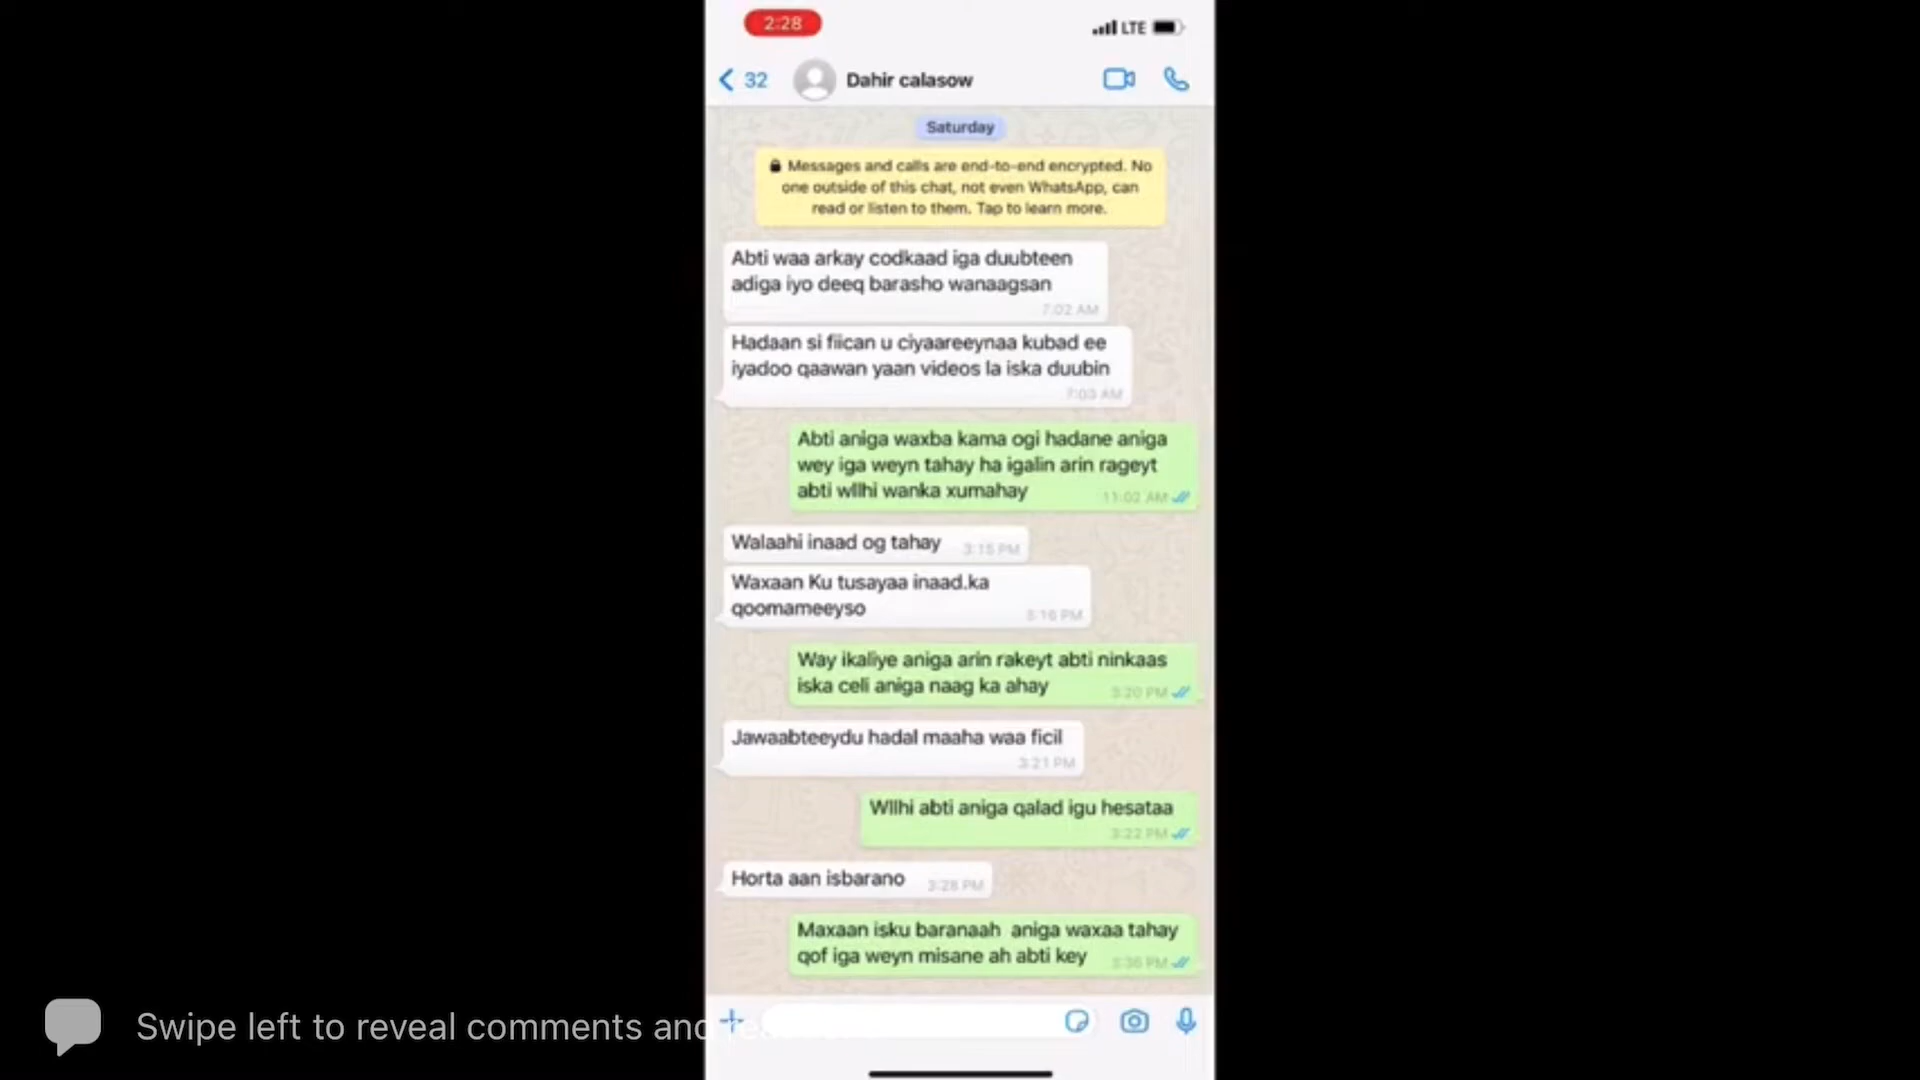 2:28
LTE
32
Dahir calasow
Saturday
Messages and calls are end-to-end encrypted. No
one outside of this chat, not even WhatsApp, can
read or listen to them. Tap to learn more.
Abti waa arkay codkaad iga duubteen
adiga iyo deeq barasho wanaagsan
7:02 AM
Hadaan si fiican u ciyaareeynaa kubad ee
iyadoo qaawan yaan videos la iska duubin
7:03 AM
Abti aniga waxba kama ogi hadane aniga
wey iga weyn tahay ha igalin arin rageyt
abti wllhi wanka xumahay
11:02 AM
Walaahi inaad og tahay
3:15 PM
Waxaan Ku tusayaa inaad.ka
qoomameeyso
3:16 PM
Way ikaliye aniga arin rakeyt abti ninkaas
iska celi aniga naag ka ahay
3:20 PM
Jawaabteeydu hadal maaha waa ficil
3:21 PM
Wllhi abti aniga qalad igu hesataa
3:22 PM
Horta aan isbarano
3:28 PM
Maxaan isku baranaah aniga waxaa tahay
qof iga weyn misane ah abti key
3:36 PM
Swipe left to reveal comments and